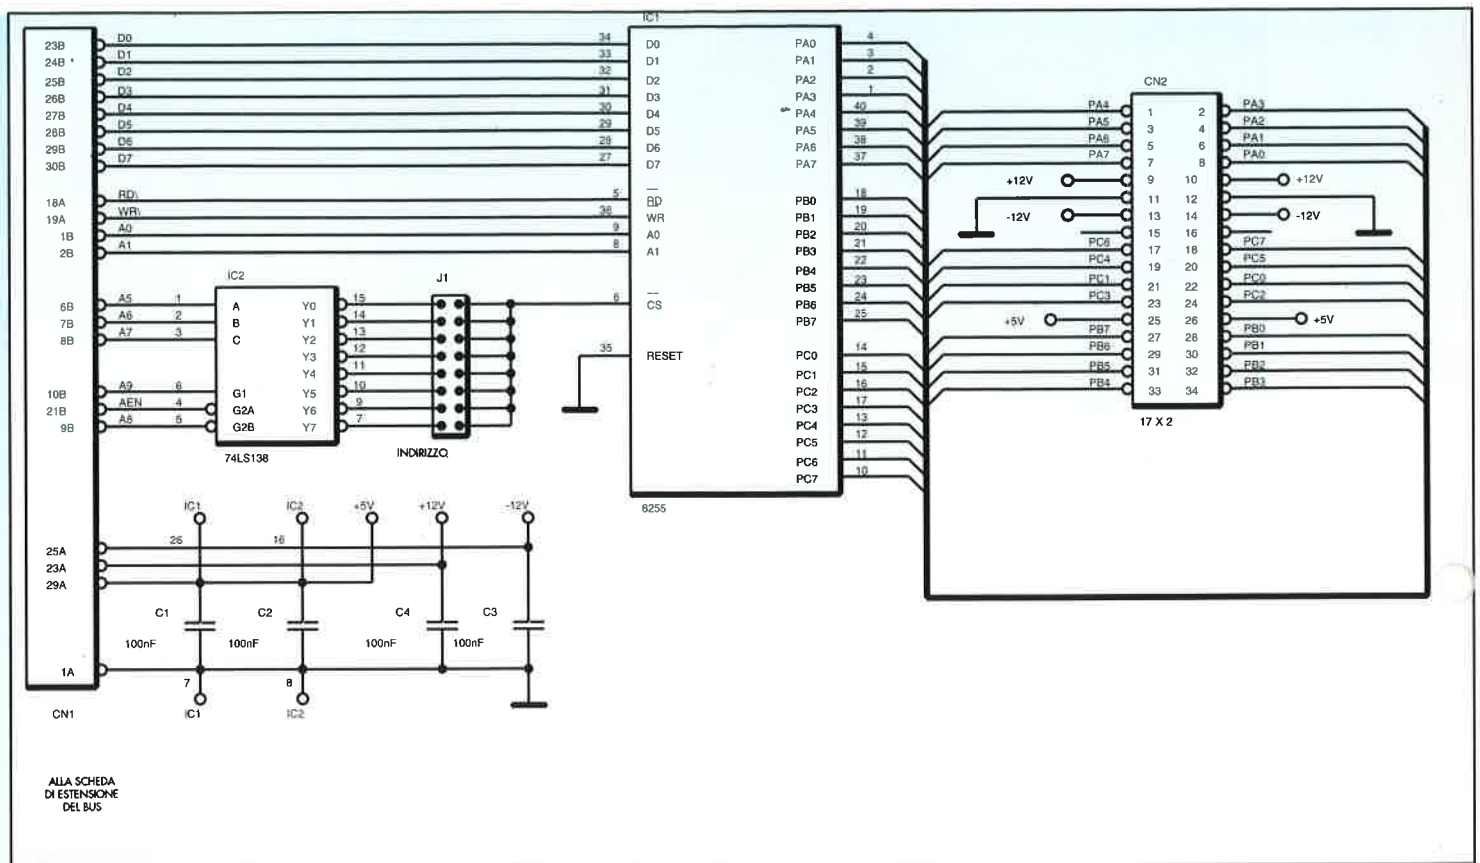 IC1
23B D0 34 D0 PA0 4
24B D1 33 D1 PA1 3
25B D2 32 D2 PA2 2
26B D3 31 D3 PA3 1
27B D4 30 D4 PA4 40
28B D5 29 D5 PA5 39
29B D6 28 D6 PA6 38
30B D7 27 D7 PA7 37
18A RD\ 5 RD PB0 18
19A WR\ 36 WR PB1 19
1B A0 9 A0 PB2 20
2B A1 8 A1 PB3 21
PB4 22
PB5 23
PB6 24
PB7 25
IC2
J1
6B A5 1 A Y0 15 6 CS
7B A6 2 B Y1 14
8B A7 3 C Y2 13
Y3 12
Y4 11
10B A9 6 G1 Y5 10
21B AEN 4 G2A Y6 9
9B A8 5 G2B Y7 7
74LS138
INDIRIZZO
35 RESET
PC0 14
PC1 15
PC2 16
PC3 17
PC4 13
PC5 12
PC6 11
PC7 10
8255
CN2
PA4 1 2 PA3
PA5 3 4 PA2
PA6 5 6 PA1
PA7 7 8 PA0
+12V 9 10 +12V
11 12
-12V 13 14 -12V
15 16
PC6 17 18 PC7
PC4 19 20 PC5
PC1 21 22 PC0
PC3 23 24 PC2
+5V 25 26 +5V
PB7 27 28 PB0
PB6 29 30 PB1
PB5 31 32 PB2
PB4 33 34 PB3
17 X 2
IC1 IC2 +5V +12V -12V
25A 26 16
23A
29A
C1 C2 C4 C3
100nF 100nF 100nF 100nF
1A
7 8
IC1 IC2
CN1
ALLA SCHEDA
DI ESTENSIONE
DEL BUS